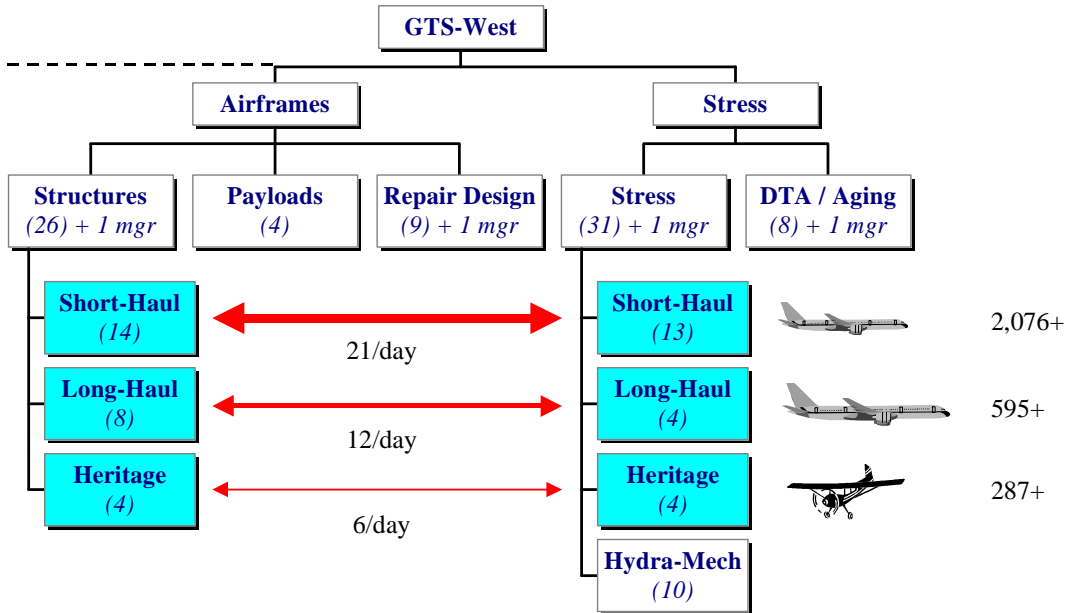 GTS-West
Airframes
Stress
Structures
(26) + 1 mgr
Payloads
(4)
Repair Design
(9) + 1 mgr
Stress
(31) + 1 mgr
DTA / Aging
(8) + 1 mgr
Short-Haul
(14)
21/day
Short-Haul
(13)
2,076+
Long-Haul
(8)
12/day
Long-Haul
(4)
595+
Heritage
(4)
6/day
Heritage
(4)
287+
Hydra-Mech
(10)